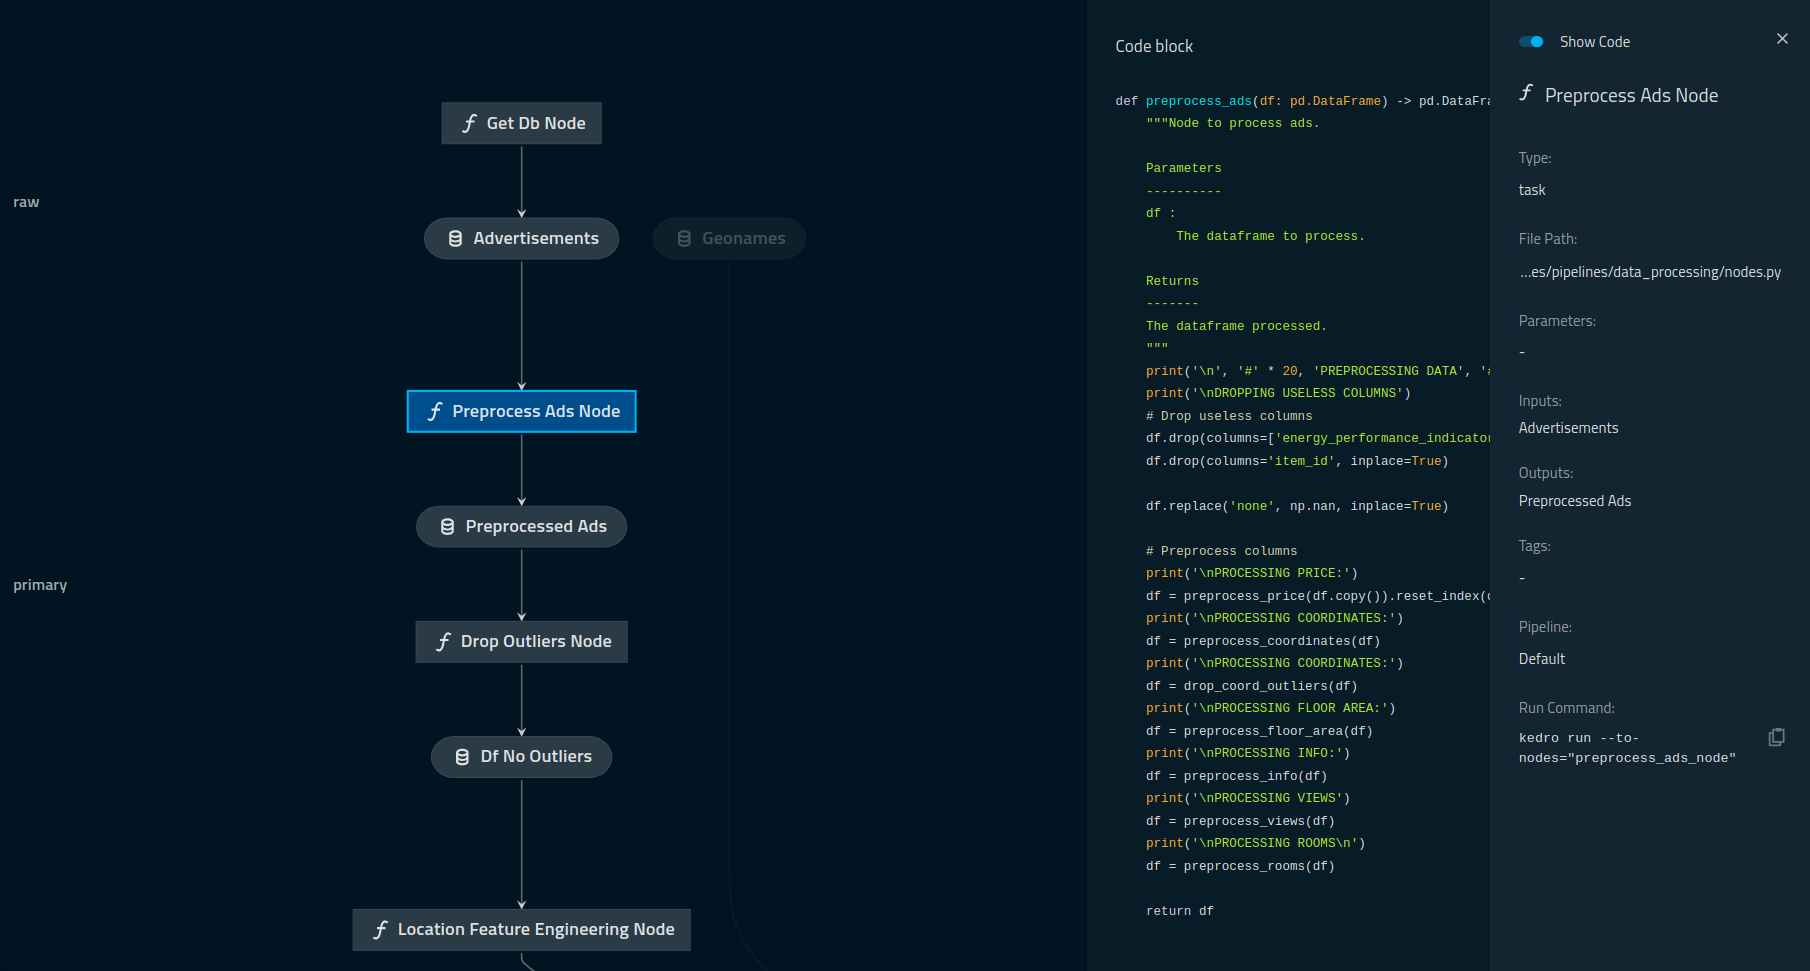 raw
primary
Get Db Node
Advertisements
Geonames
Preprocess Ads Node
Preprocessed Ads
Drop Outliers Node
Df No Outliers
Location Feature Engineering Node
Code block
def preprocess_ads(df: pd.DataFrame) -> pd.DataFra
"""Node to process ads.
Parameters
----------
df :
The dataframe to process.
Returns
-------
The dataframe processed.
"""
print('\n', '#' * 20, 'PREPROCESSING DATA', '#
print('\nDROPPING USELESS COLUMNS')
# Drop useless columns
df.drop(columns=['energy_performance_indicator
df.drop(columns='item_id', inplace=True)
df.replace('none', np.nan, inplace=True)
# Preprocess columns
print('\nPROCESSING PRICE:')
df = preprocess_price(df.copy()).reset_index(d
print('\nPROCESSING COORDINATES:')
df = preprocess_coordinates(df)
print('\nPROCESSING COORDINATES:')
df = drop_coord_outliers(df)
print('\nPROCESSING FLOOR AREA:')
df = preprocess_floor_area(df)
print('\nPROCESSING INFO:')
df = preprocess_info(df)
print('\nPROCESSING VIEWS')
df = preprocess_views(df)
print('\nPROCESSING ROOMS\n')
df = preprocess_rooms(df)
return df
Show Code
Preprocess Ads Node
Type:
task
File Path:
...es/pipelines/data_processing/nodes.py
Parameters:
-
Inputs:
Advertisements
Outputs:
Preprocessed Ads
Tags:
-
Pipeline:
Default
Run Command:
kedro run --to-
nodes="preprocess_ads_node"